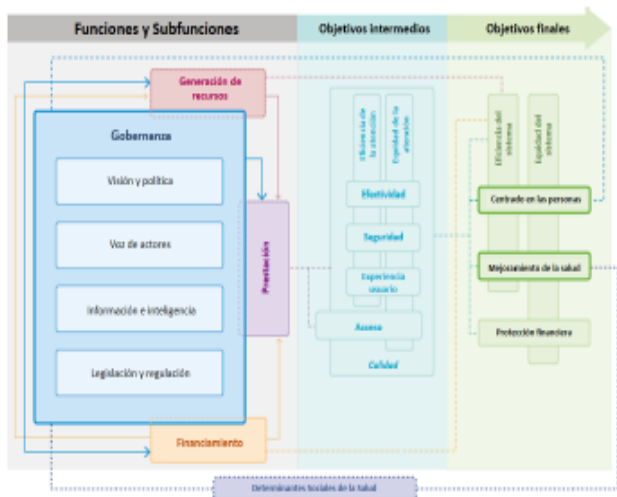 Funciones y Subfunciones
Objetivos intermedios
Objetivos finales
Generación de
recursos
Gobernanza
Visión y política
Voz de actores
Información e inteligencia
Legislación y regulación
Prestación
Financiamiento
Eficiencia de
la atención
Equidad de la
atención
Efectividad
Seguridad
Experiencia
usuario
Acceso
Calidad
Eficiencia del
sistema
Equidad del
sistema
Centrado en las personas
Mejoramiento de la salud
Protección financiera
Determinantes Sociales de la Salud